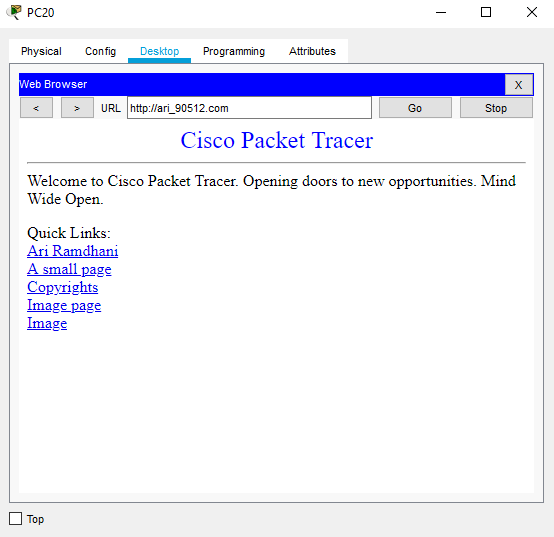 PC20
Physical Config Desktop Programming Attributes
Web Browser X
< > URL http://ari_90512.com Go Stop
Cisco Packet Tracer
Welcome to Cisco Packet Tracer. Opening doors to new opportunities. Mind
Wide Open.
Quick Links:
Ari Ramdhani
A small page
Copyrights
Image page
Image
Top